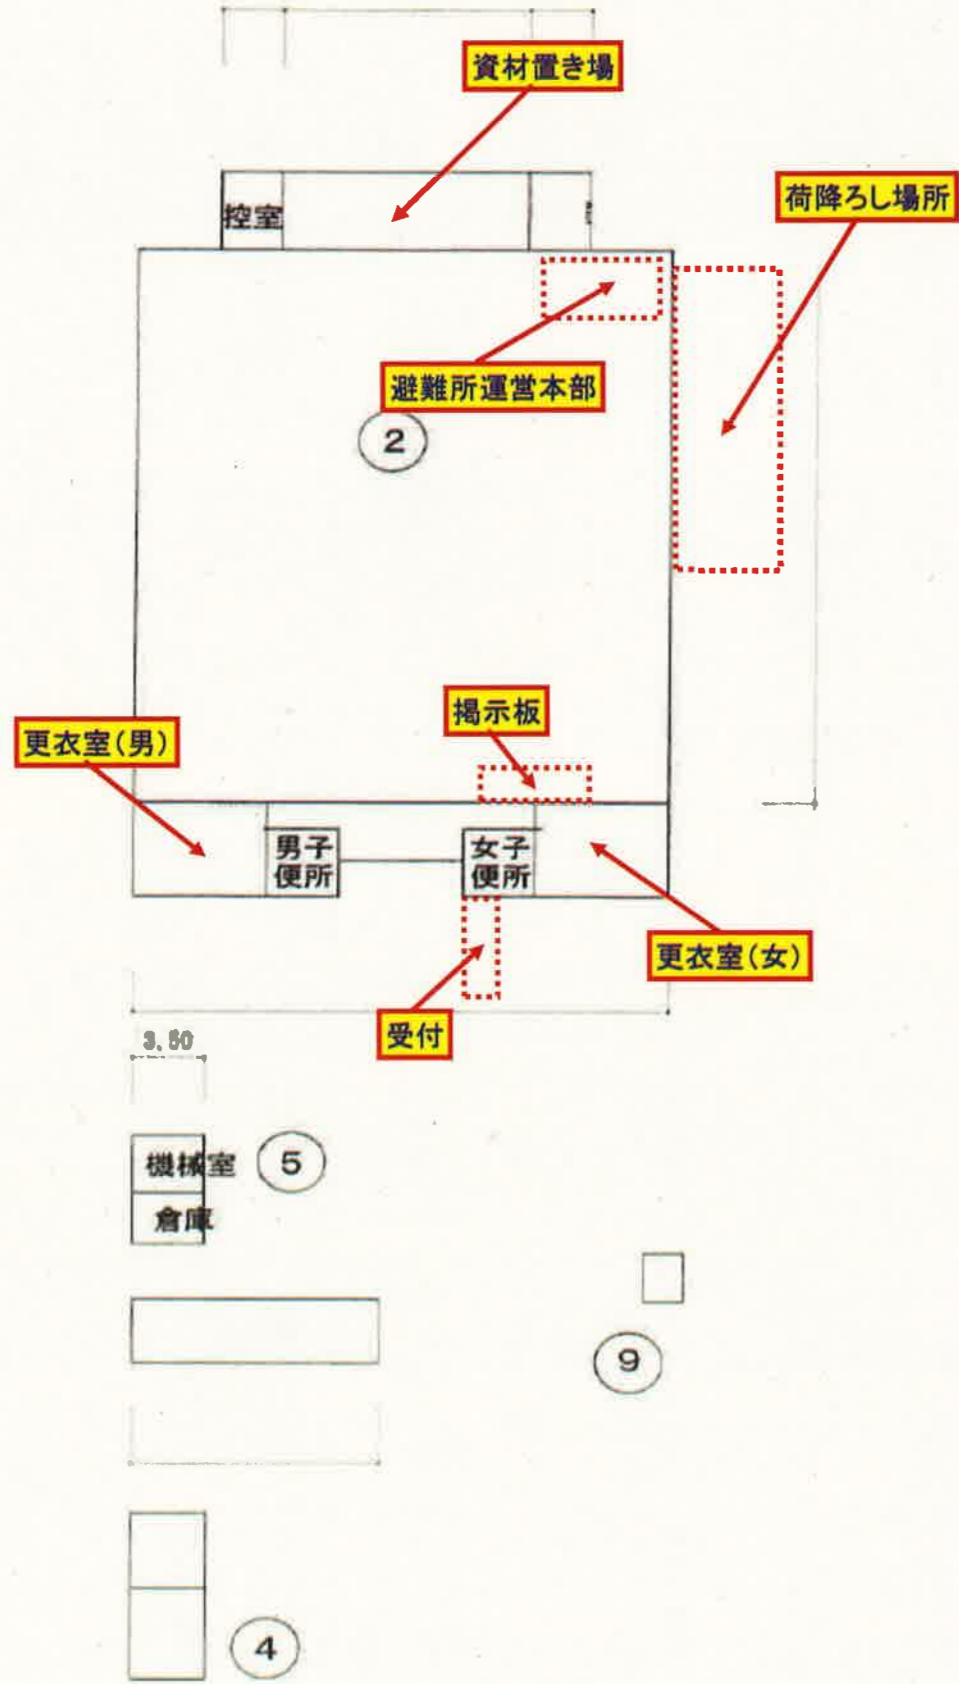 資材置き場
荷降ろし場所
控室
避難所運営本部
2
掲示板
更衣室(男)
男子
便所
女子
便所
更衣室(女)
受付
3.50
機械室
5
倉庫
9
4